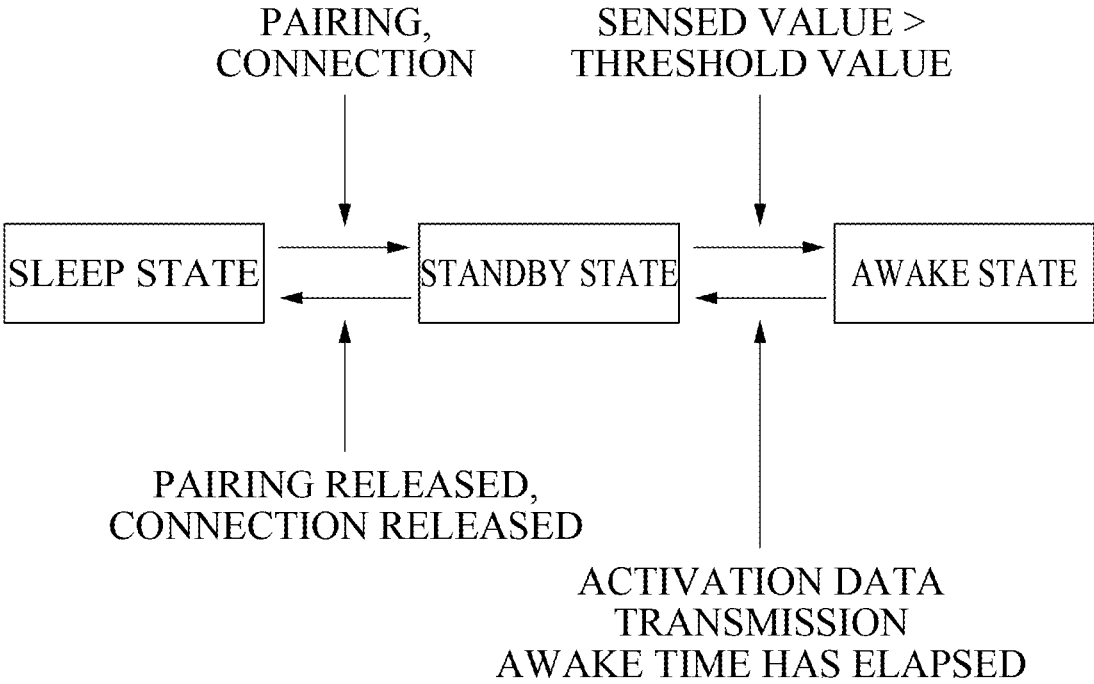 PAIRING,
CONNECTION
SENSED VALUE >
THRESHOLD VALUE
SLEEP STATE
STANDBY STATE
AWAKE STATE
PAIRING RELEASED,
CONNECTION RELEASED
ACTIVATION DATA
TRANSMISSION
AWAKE TIME HAS ELAPSED